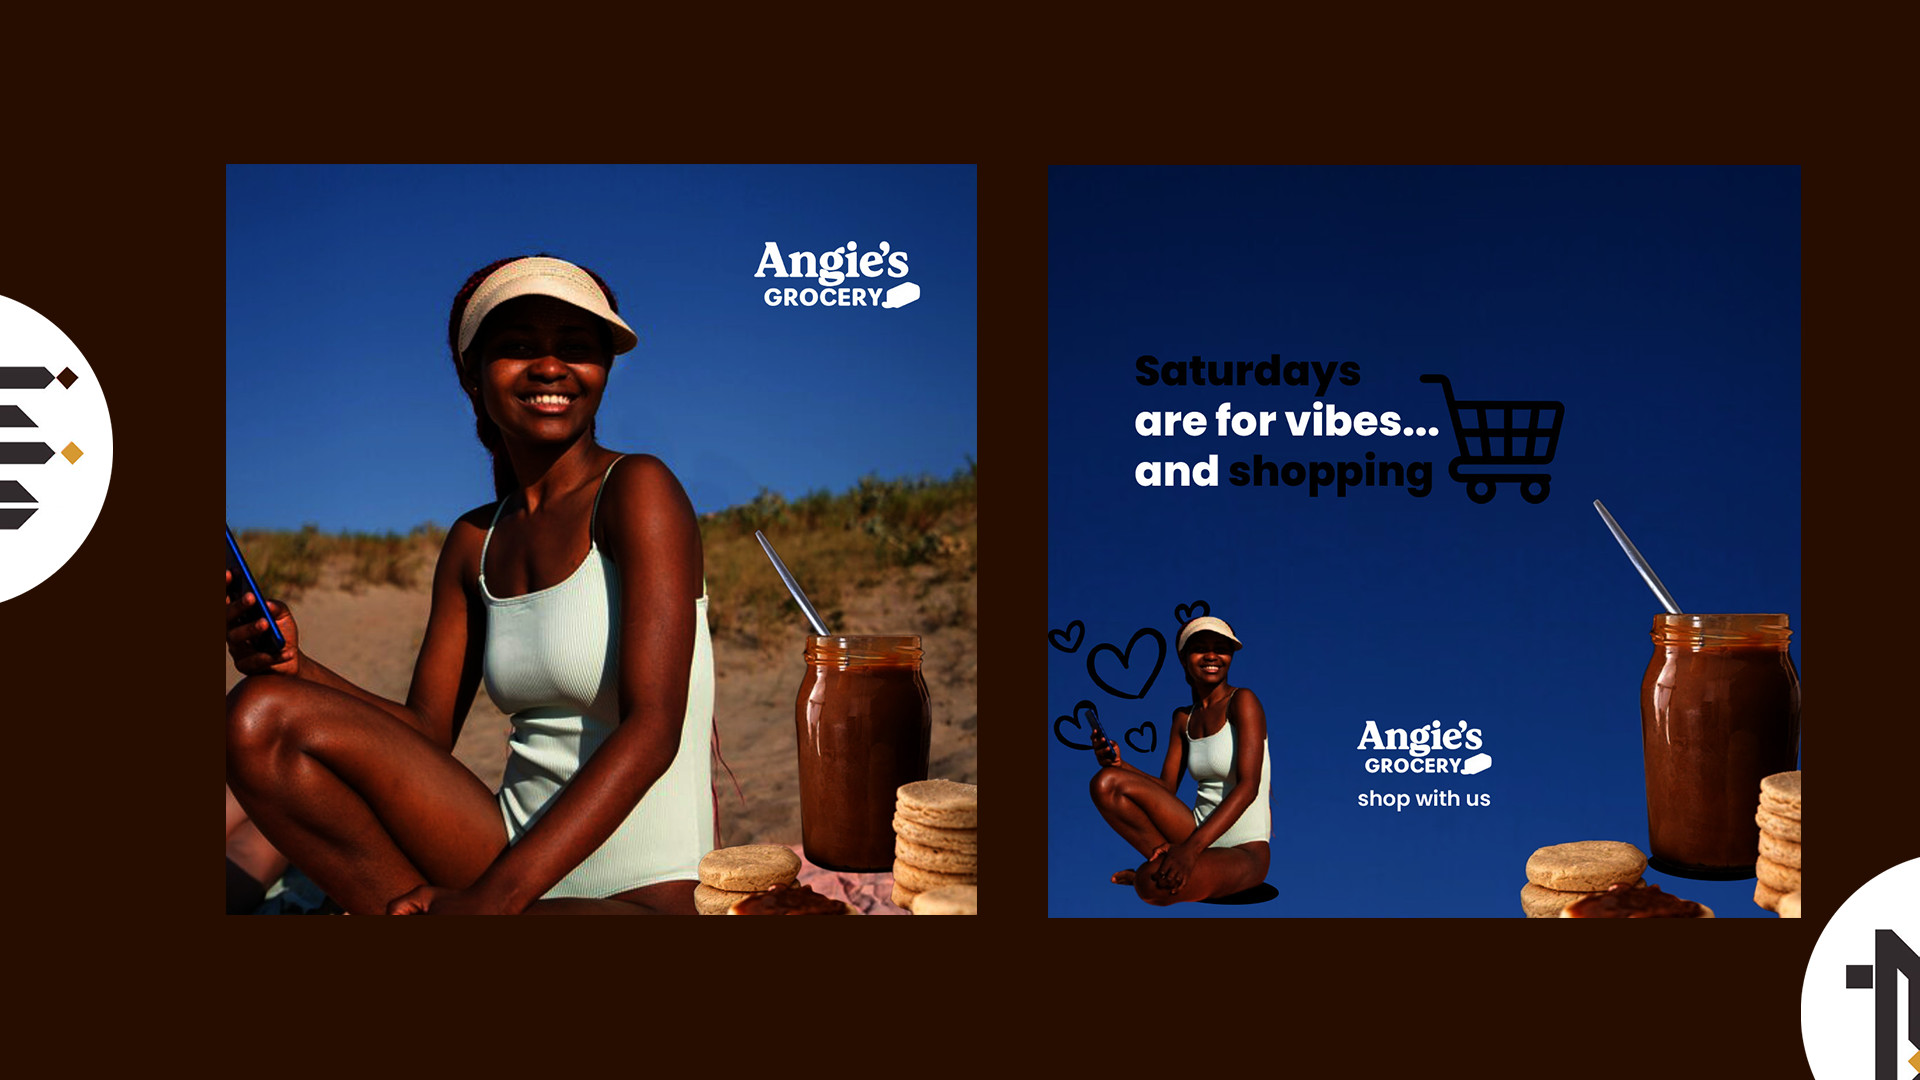 Angie's
GROCERY
Saturdays
are for vibes...
and shopping
Angie's
GROCERY
shop with us